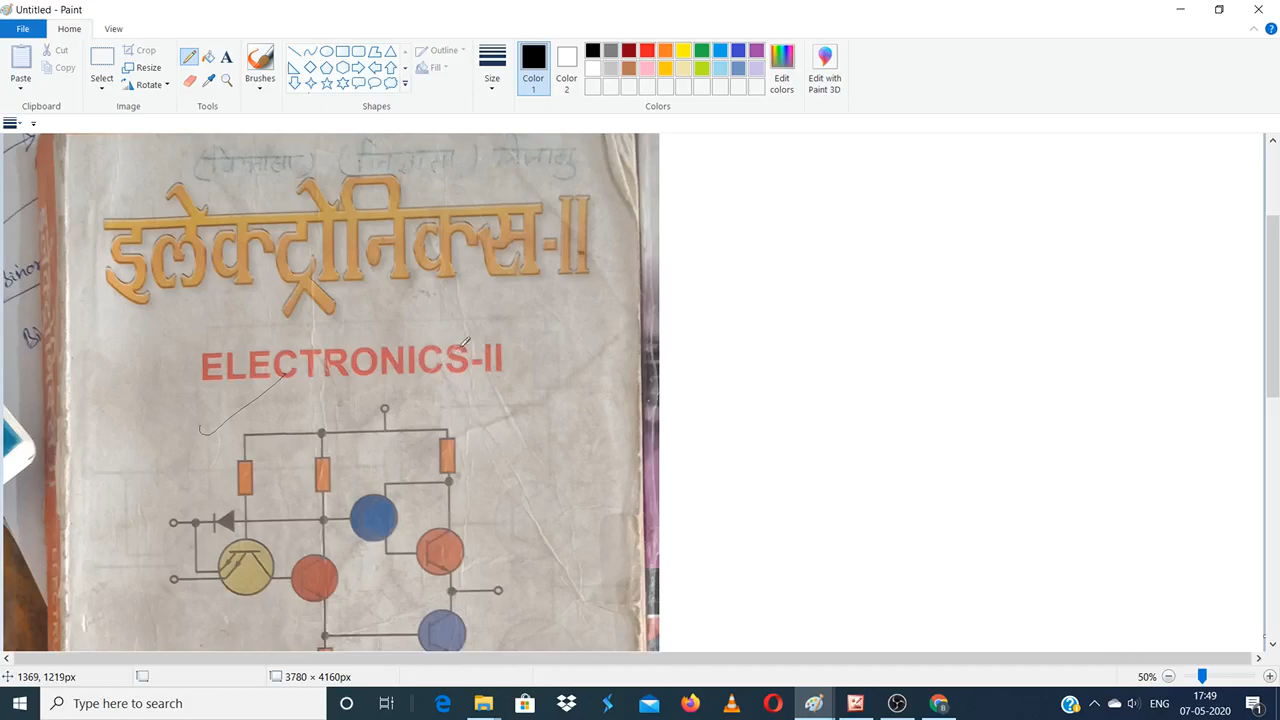 Untitled - Paint
File Home View
Paste
Cut
Copy
Clipboard
Select
Crop
Resize
Rotate
Image
Tools
Brushes
Shapes
Outline
Fill
Size
Color 1
Color 2
Colors
Edit colors
Edit with Paint 3D
इलेक्ट्रोनिक्स-II
ELECTRONICS-II
1369, 1219px
3780 × 4160px
50%
Type here to search
ENG
17:49
07-05-2020